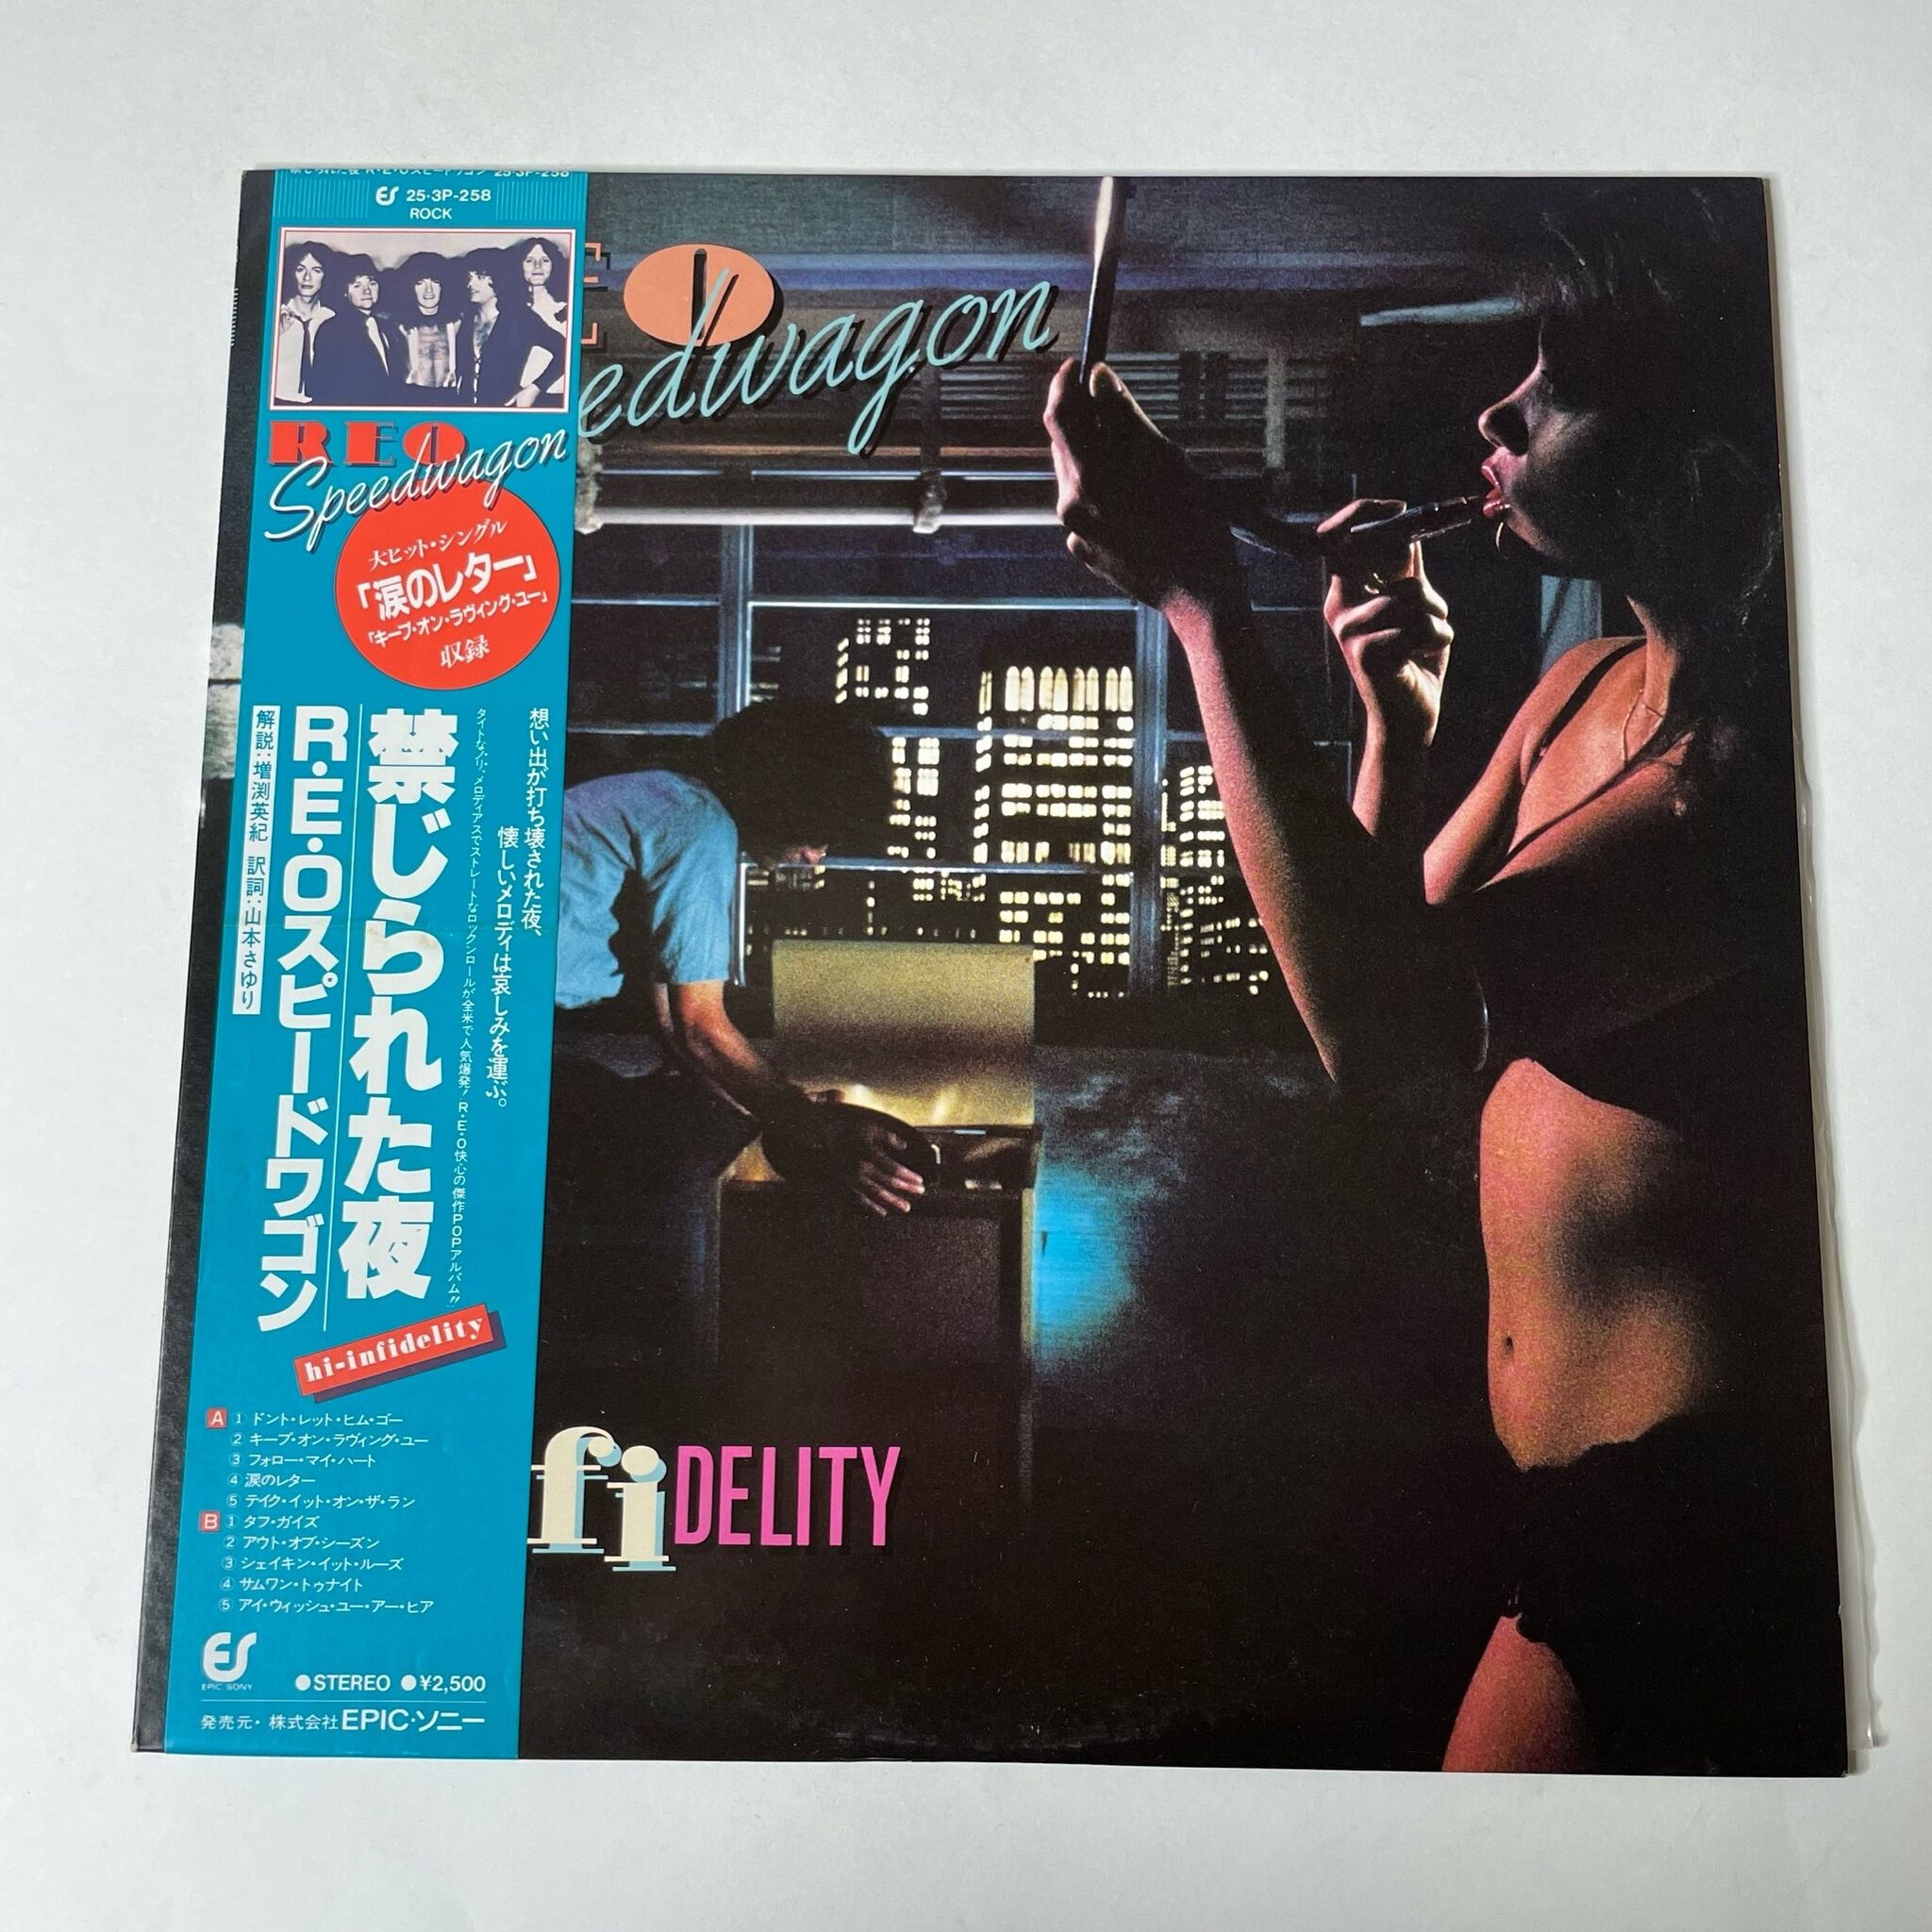 禁じられた夜 R・E・Oスピードワゴン 25・3P-258
ES 25・3P-258
ROCK
REO
Speedwagon
大ヒット・シングル
「涙のレター」
「キープ・オン・ラヴィング・ユー」
収録
想い出が打ち壊された夜、
懐しいメロディは哀しみを運ぶ。
タイトなノリ、メロディアスでストレートなロックンロールが全米で人気爆発! R・E・O快心の傑作POPアルバム!!
禁じられた夜
R・E・Oスピードワゴン
解説:増渕英紀 訳詞:山本さゆり
hi-infidelity
A ① ドント・レット・ヒム・ゴー
② キープ・オン・ラヴィング・ユー
③ フォロー・マイ・ハート
④ 涙のレター
⑤ テイク・イット・オン・ザ・ラン
B ① タフ・ガイズ
② アウト・オブ・シーズン
③ シェイキン・イット・ルーズ
④ サムワン・トゥナイト
⑤ アイ・ウィッシュ・ユー・アー・ヒア
ES
EPIC SONY
●STEREO ●¥2,500
発売元・株式会社EPIC・ソニー
E O
edwagon
fi DELITY